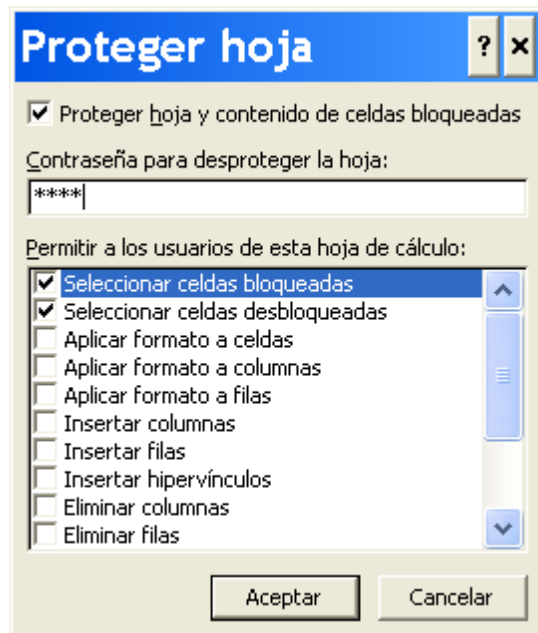 Proteger hoja
Proteger hoja y contenido de celdas bloqueadas
Contraseña para desproteger la hoja:
****
Permitir a los usuarios de esta hoja de cálculo:
Seleccionar celdas bloqueadas
Seleccionar celdas desbloqueadas
Aplicar formato a celdas
Aplicar formato a columnas
Aplicar formato a filas
Insertar columnas
Insertar filas
Insertar hipervínculos
Eliminar columnas
Eliminar filas
Aceptar Cancelar